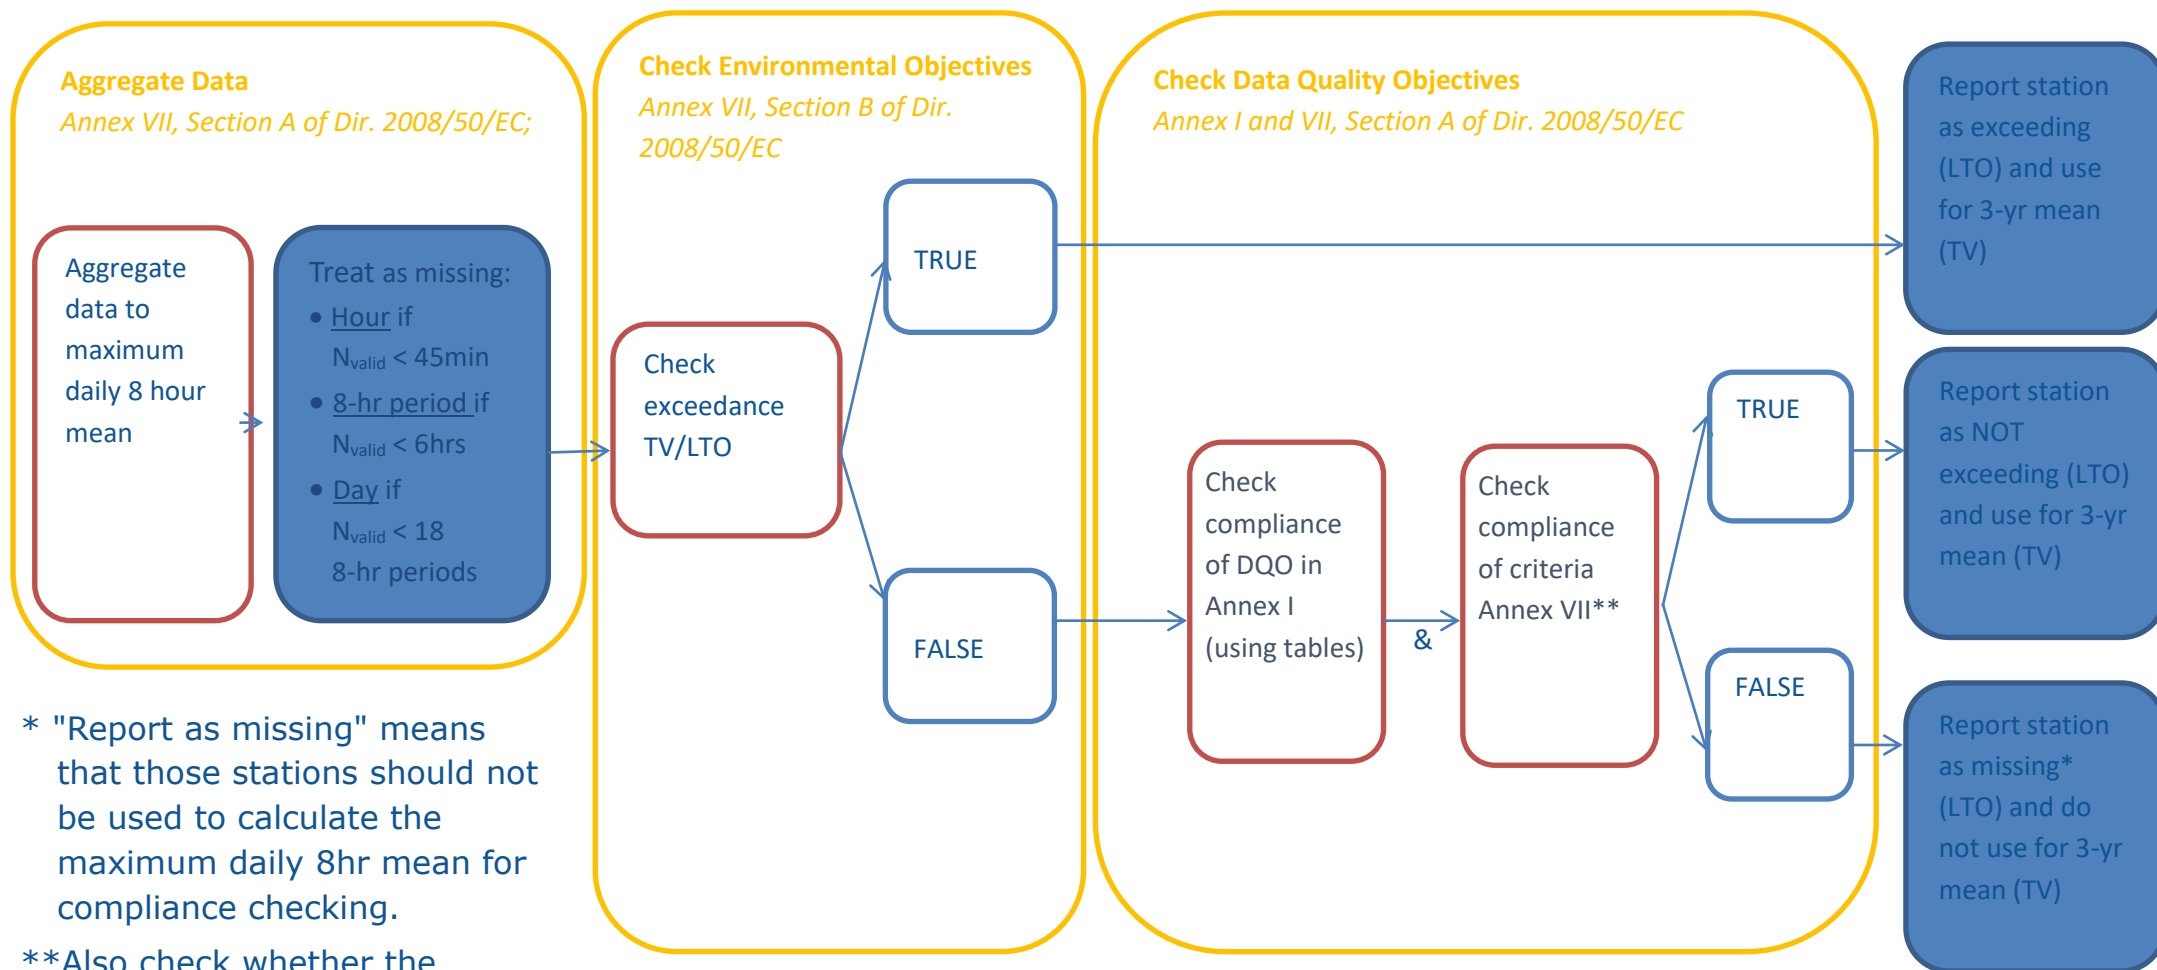 Aggregate Data
Annex VII, Section A of Dir. 2008/50/EC;
Aggregate
data to
maximum
daily 8 hour
mean
Treat as missing:
• Hour if
Nvalid < 45min
• 8-hr period if
Nvalid < 6hrs
• Day if
Nvalid < 18
8-hr periods
Check Environmental Objectives
Annex VII, Section B of Dir.
2008/50/EC
Check
exceedance
TV/LTO
TRUE
FALSE
Check Data Quality Objectives
Annex I and VII, Section A of Dir. 2008/50/EC
Check
compliance
of DQO in
Annex I
(using tables)
&
Check
compliance
of criteria
Annex VII**
TRUE
FALSE
Report station
as exceeding
(LTO) and use
for 3-yr mean
(TV)
Report station
as NOT
exceeding (LTO)
and use for 3-yr
mean (TV)
Report station
as missing*
(LTO) and do
not use for 3-yr
mean (TV)
* "Report as missing" means
that those stations should not
be used to calculate the
maximum daily 8hr mean for
compliance checking.
**Also check whether the